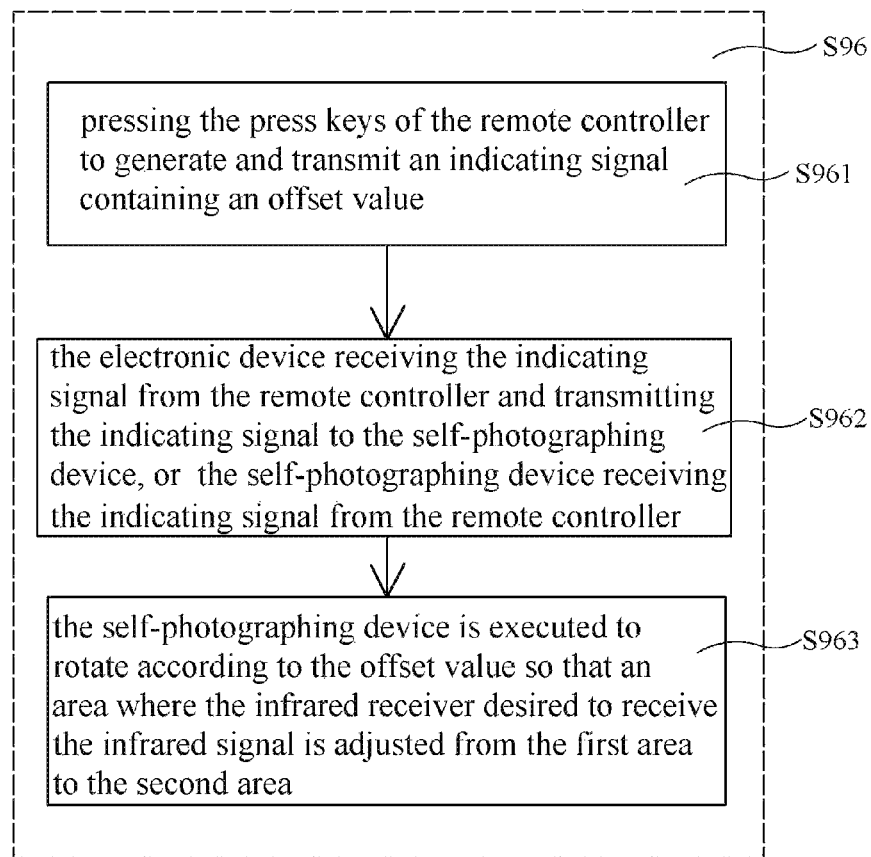 S96
pressing the press keys of the remote controller
to generate and transmit an indicating signal
containing an offset value
S961
the electronic device receiving the indicating
signal from the remote controller and transmitting
the indicating signal to the self-photographing
device, or the self-photographing device receiving
the indicating signal from the remote controller
S962
the self-photographing device is executed to
rotate according to the offset value so that an
area where the infrared receiver desired to receive
the infrared signal is adjusted from the first area
to the second area
S963